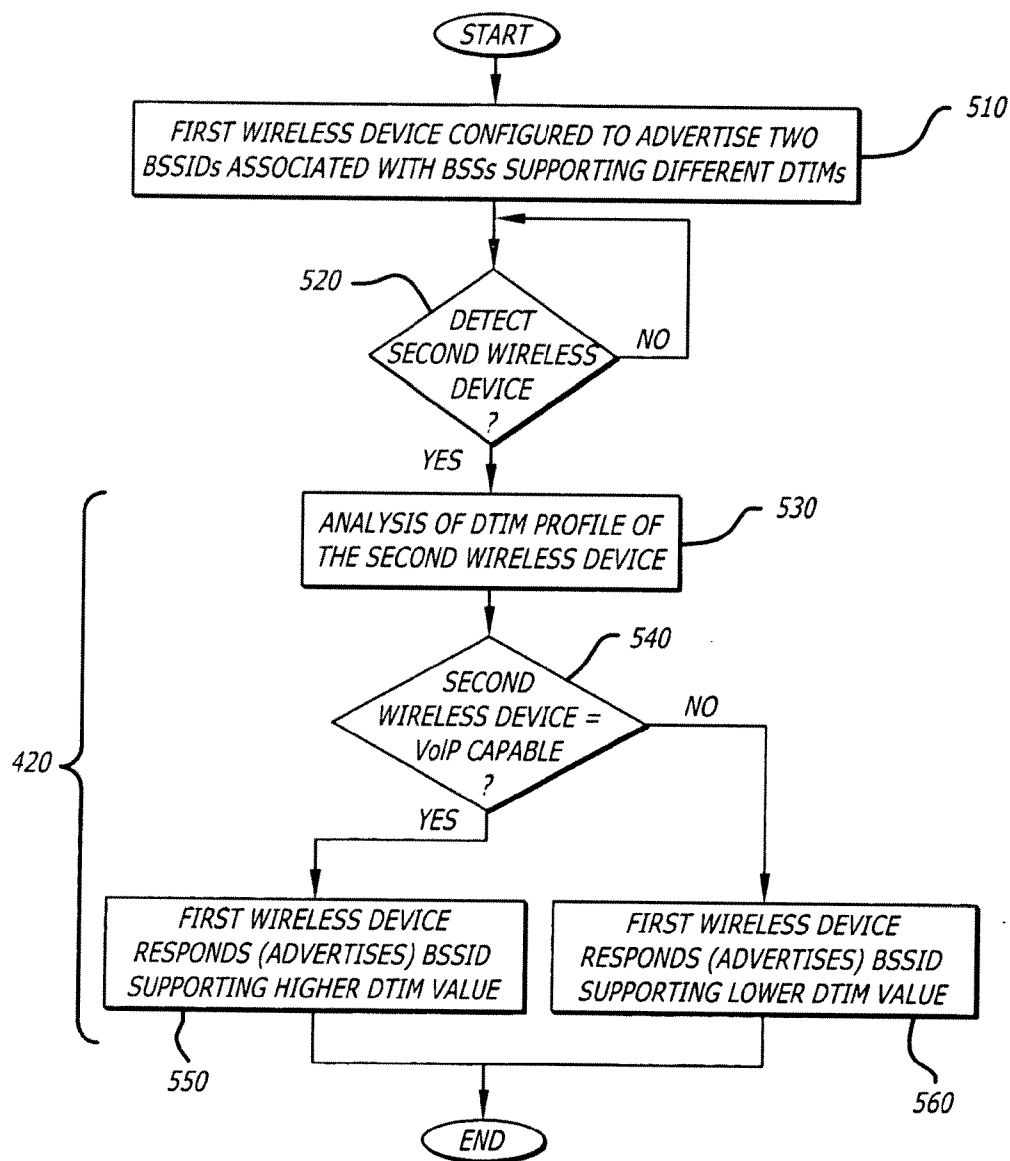 START
FIRST WIRELESS DEVICE CONFIGURED TO ADVERTISE TWO
BSSIDs ASSOCIATED WITH BSSs SUPPORTING DIFFERENT DTIMs
510
520
DETECT
SECOND WIRELESS
DEVICE
?
NO
YES
ANALYSIS OF DTIM PROFILE OF
THE SECOND WIRELESS DEVICE
530
540
SECOND
WIRELESS DEVICE =
VoIP CAPABLE
?
NO
YES
420
FIRST WIRELESS DEVICE
RESPONDS (ADVERTISES) BSSID
SUPPORTING HIGHER DTIM VALUE
550
FIRST WIRELESS DEVICE
RESPONDS (ADVERTISES) BSSID
SUPPORTING LOWER DTIM VALUE
560
END